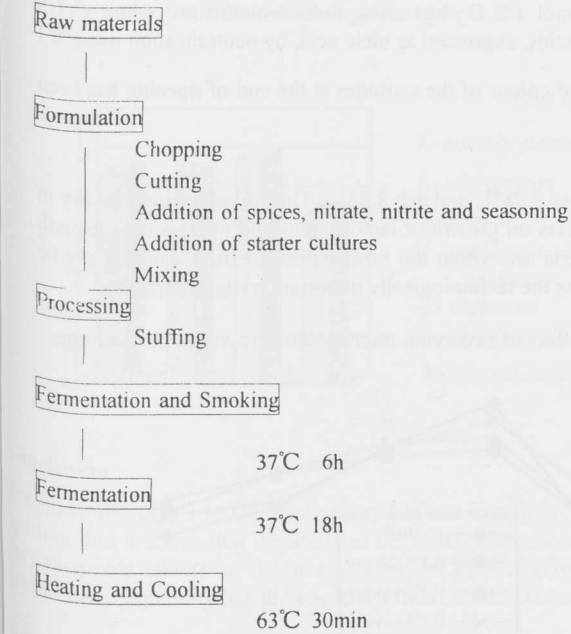 Raw materials
Formulation
Chopping
Cutting
Addition of spices, nitrate, nitrite and seasoning
Addition of starter cultures
Mixing
Processing
Stuffing
Fermentation and Smoking
37℃ 6h
Fermentation
37℃ 18h
Heating and Cooling
63℃ 30min